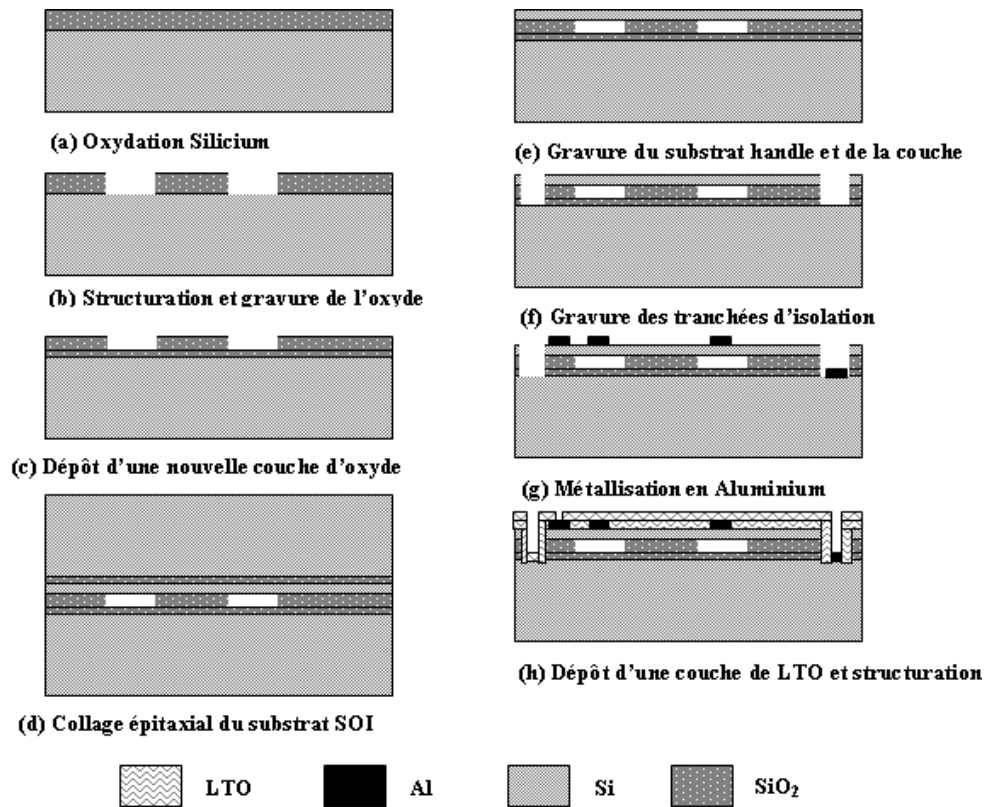 (a) Oxydation Silicium
(b) Structuration et gravure de l'oxyde
(c) Dépôt d'une nouvelle couche d'oxyde
(d) Collage épitaxial du substrat SOI
(e) Gravure du substrat handle et de la couche
(f) Gravure des tranchées d'isolation
(g) Métallisation en Aluminium
(h) Dépôt d'une couche de LTO et structuration
LTO
Al
Si
SiO₂